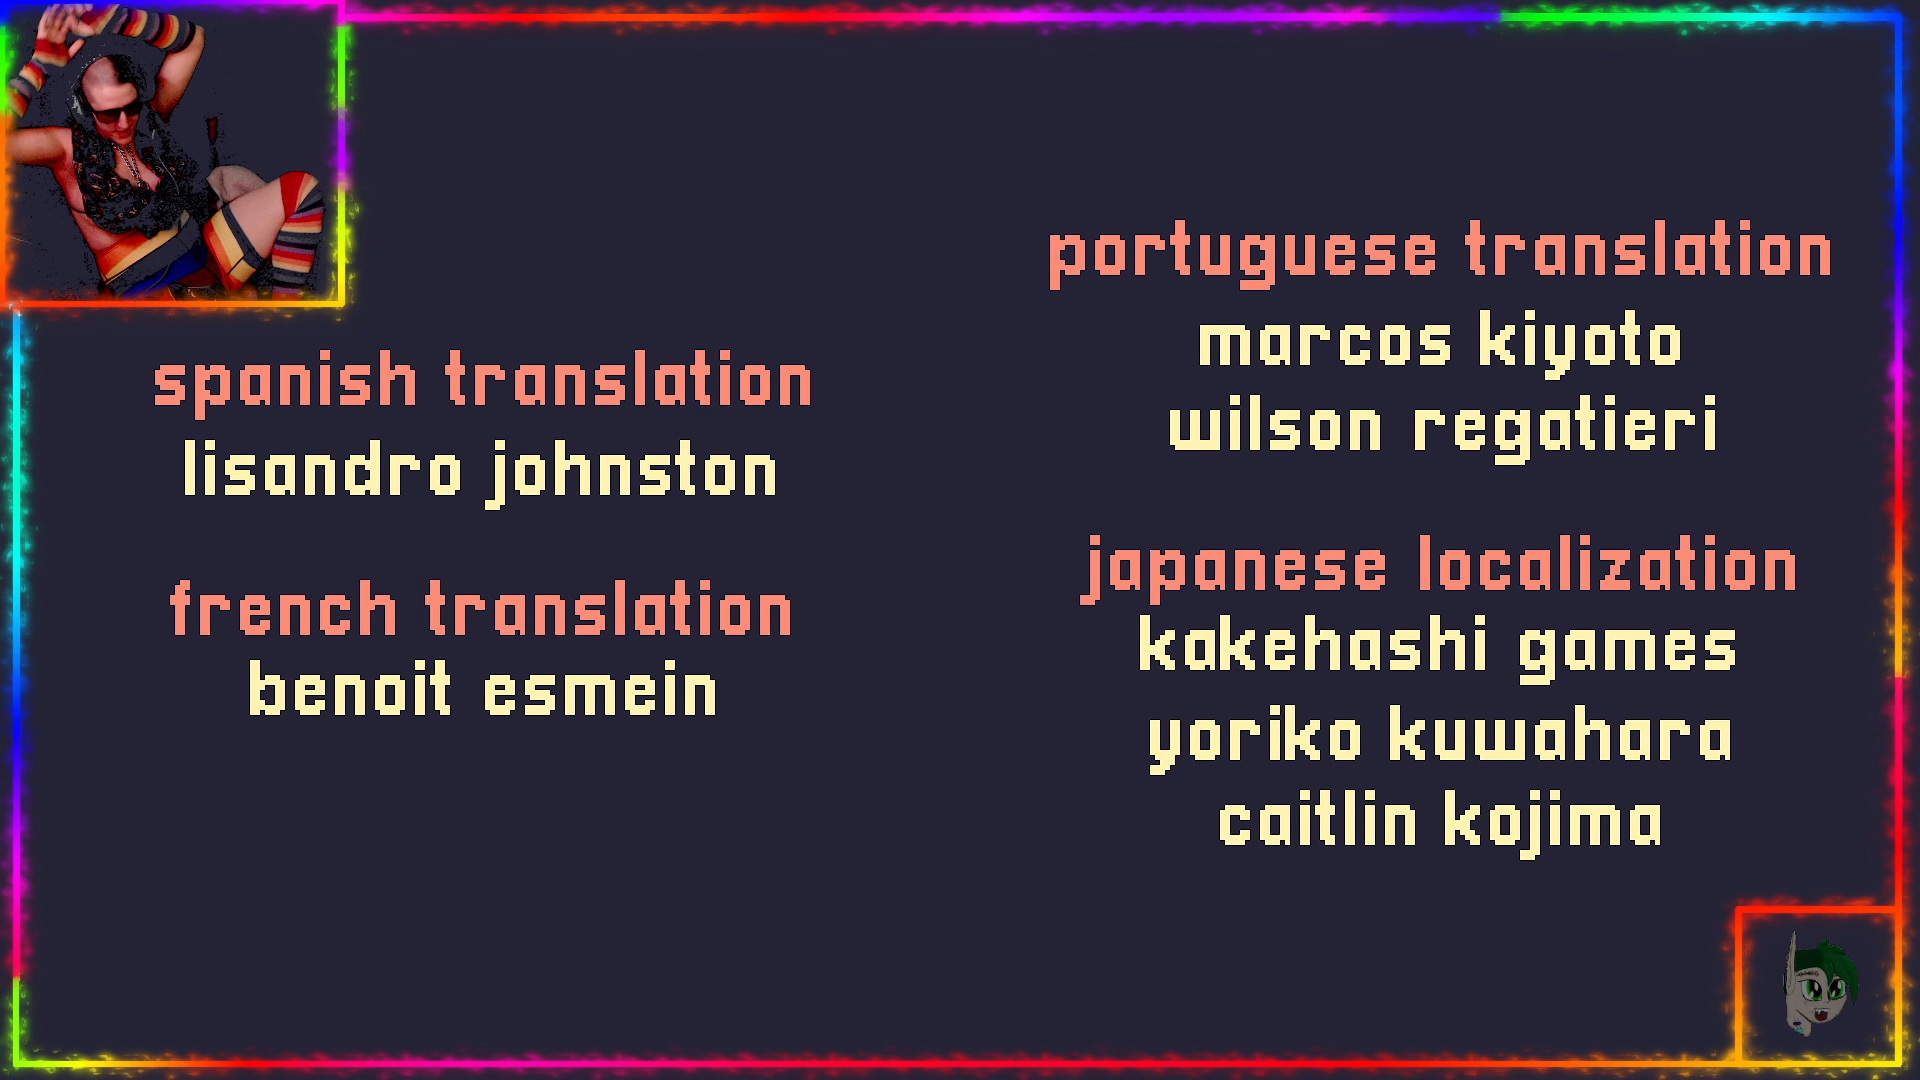 spanish translation
lisandro johnston
french translation
benoit esmein
portuguese translation
marcos kiyoto
wilson regatieri
japanese localization
kakehashi games
yoriko kuwahara
caitlin kojima